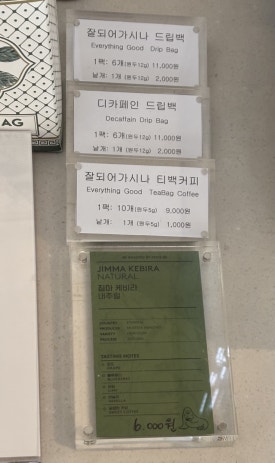 AG
잘되어가시나 드립백
Everything Good Drip Bag
1팩: 6개(원두12g) 11,000원
낱개: 1개 (원두12g) 2,000원
디카페인 드립백
Decaffain Drip Bag
1팩: 6개(원두12g) 11,000원
낱개: 1개 (원두12g) 2,000원
잘되어가시나 티백커피
Everything Good TeaBag Coffee
1팩: 10개(원두5g) 9,000원
낱개: 1개 (원두5g) 1,000원
JIMMA KEBIRA
NATURAL
짐마 케비라
내추럴
TASTING NOTES
6,000원